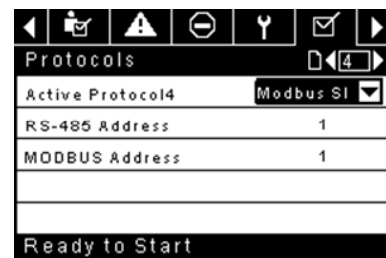 Protocols
4
Active Protocol4 Modbus Sl
RS-485 Address 1
MODBUS Address 1
Ready to Start